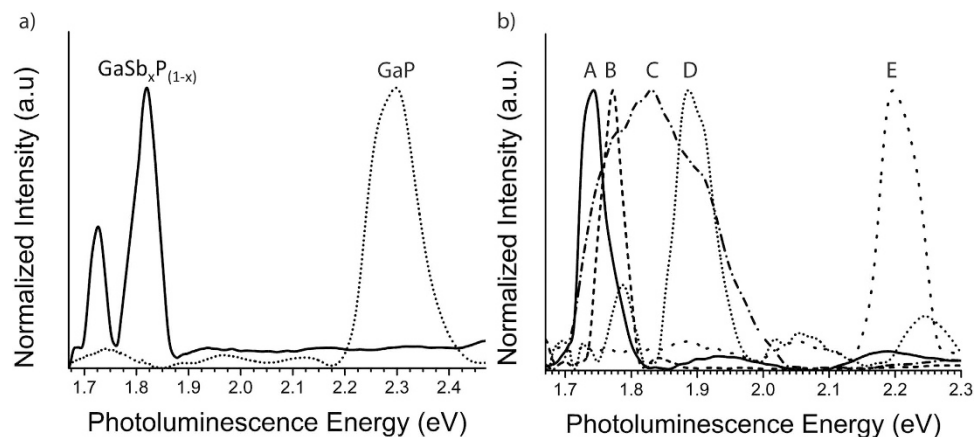 a)
GaSbxP(1-x)
GaP
Normalized Intensity (a.u)
1.7 1.8 1.9 2.0 2.1 2.2 2.3 2.4
Photoluminescence Energy (eV)
b)
A B C D E
Normalized Intensity (a.u.)
1.7 1.8 1.9 2.0 2.1 2.2 2.3
Photoluminescence Energy (eV)